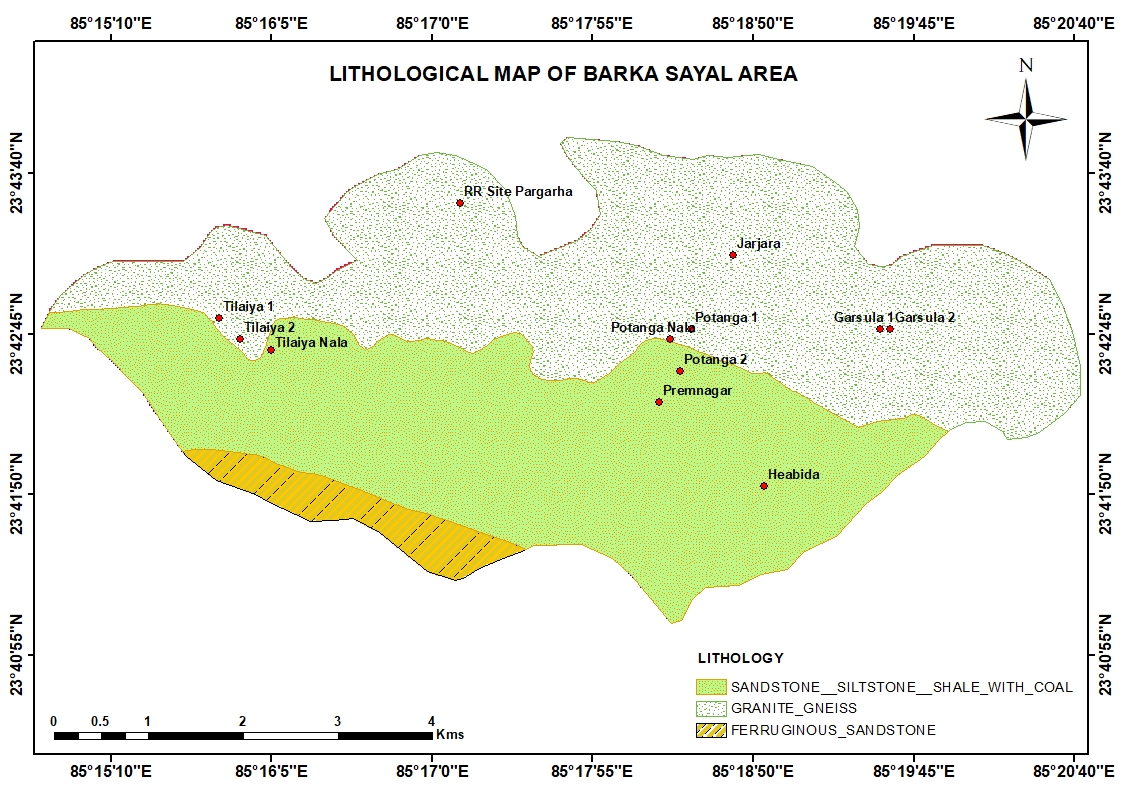 85°15'10"E 85°16'5"E 85°17'0"E 85°17'55"E 85°18'50"E 85°19'45"E 85°20'40"E
LITHOLOGICAL MAP OF BARKA SAYAL AREA
N
23°43'40"N 23°43'40"N
RR Site Pargarha
Jarjara
Tilaiya 1
Potanga 1
Garsula 1 Garsula 2
Tilaiya 2
Potanga Nala
23°42'45"N 23°42'45"N
Tilaiya Nala
Potanga 2
Premnagar
Heabida
23°41'50"N 23°41'50"N
23°40'55"N 23°40'55"N
LITHOLOGY
SANDSTONE__SILTSTONE__SHALE_WITH_COAL
GRANITE_GNEISS
FERRUGINOUS_SANDSTONE
0 0.5 1 2 3 4
Kms
85°15'10"E 85°16'5"E 85°17'0"E 85°17'55"E 85°18'50"E 85°19'45"E 85°20'40"E